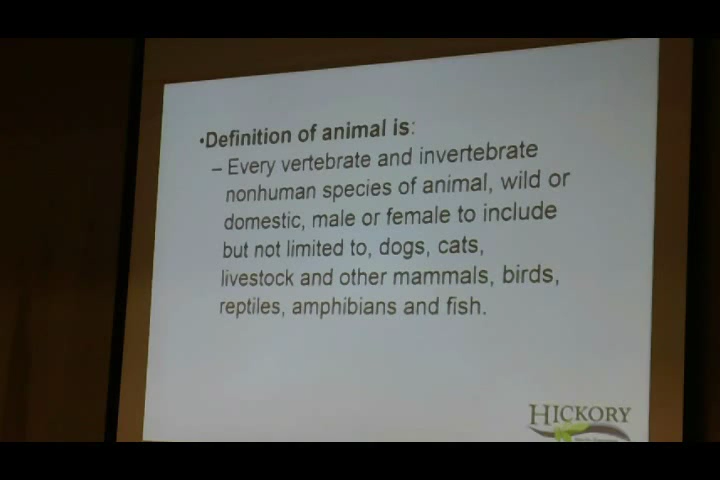 •Definition of animal is:
– Every vertebrate and invertebrate
nonhuman species of animal, wild or
domestic, male or female to include
but not limited to, dogs, cats,
livestock and other mammals, birds,
reptiles, amphibians and fish.
HICKORY